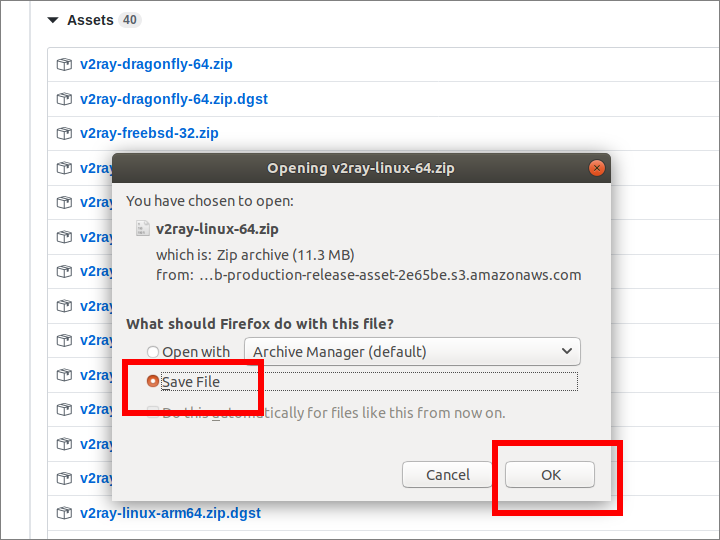 Assets 40
v2ray-dragonfly-64.zip
v2ray-dragonfly-64.zip.dgst
v2ray-freebsd-32.zip
v2ray
v2ray
v2ray
v2ray
v2ray
v2ray
v2ray
v2ray
v2ray
v2ray
v2ray-linux-arm64.zip.dgst
Opening v2ray-linux-64.zip
You have chosen to open:
v2ray-linux-64.zip
which is: Zip archive (11.3 MB)
from: …b-production-release-asset-2e65be.s3.amazonaws.com
What should Firefox do with this file?
Open with Archive Manager (default)
Save File
Do this automatically for files like this from now on.
Cancel OK